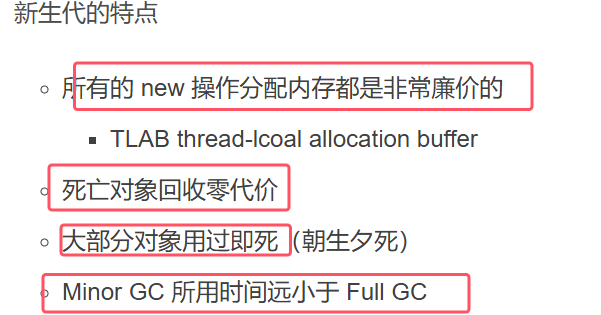 新生代的特点
所有的 new 操作分配内存都是非常廉价的
TLAB thread-lcoal allocation buffer
死亡对象回收零代价
大部分对象用过即死（朝生夕死）
Minor GC 所用时间远小于 Full GC